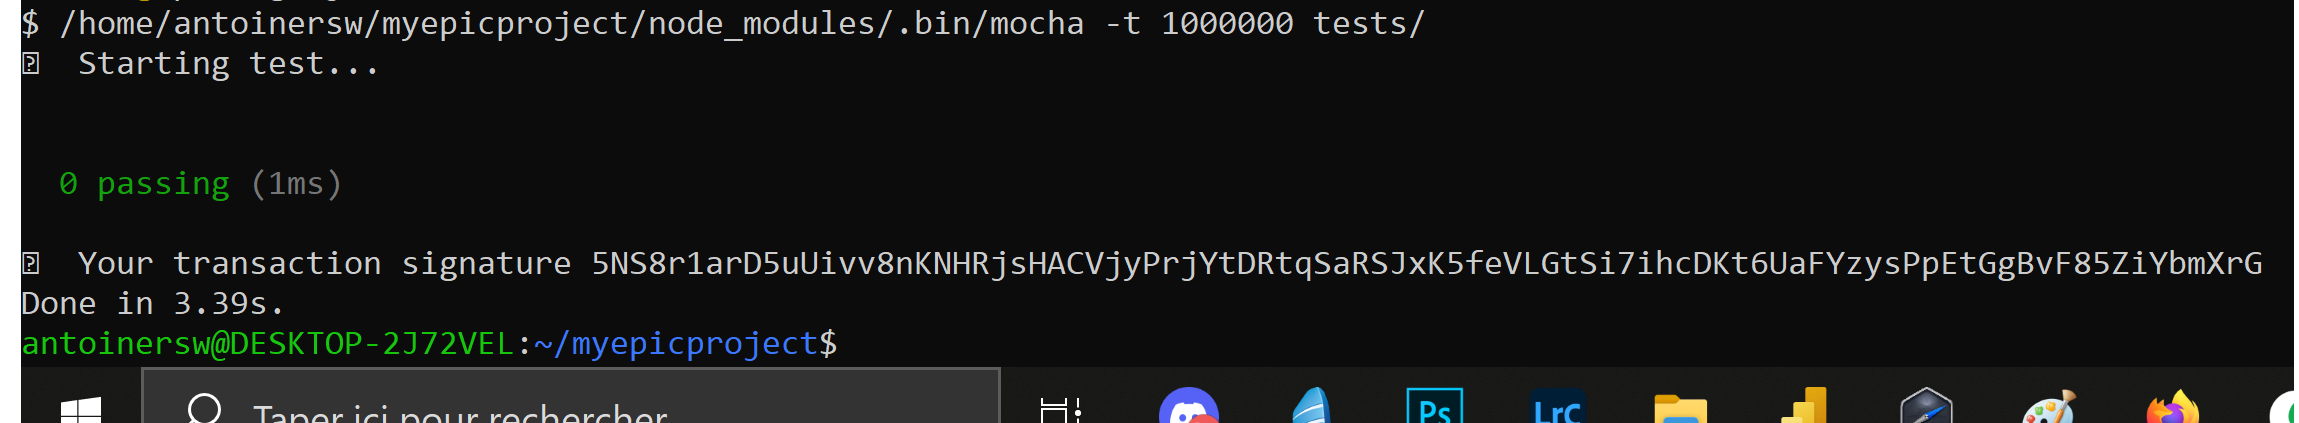 $ /home/antoinersw/myepicproject/node_modules/.bin/mocha -t 1000000 tests/
Starting test...
0 passing (1ms)
Your transaction signature 5NS8r1arD5uUivv8nKNHRjsHACVjyPrjYtDRtqSaRSJxK5feVLGtSi7ihcDKt6UaFYzysPpEtGgBvF85ZiYbmXrG
Done in 3.39s.
antoinersw@DESKTOP-2J72VEL:~/myepicproject$
Taper ici pour rechercher
Ps
LrC